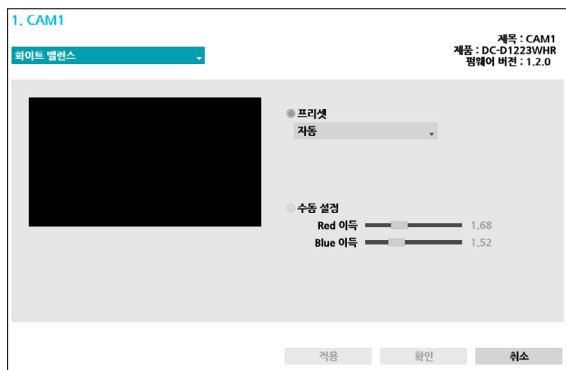 1. CAM1
제목 : CAM1
제품 : DC-D1223WHR
펌웨어 버전 : 1.2.0
화이트 밸런스
프리셋
자동
수동 설정
Red 이득 1.68
Blue 이득 1.52
적용 확인 취소